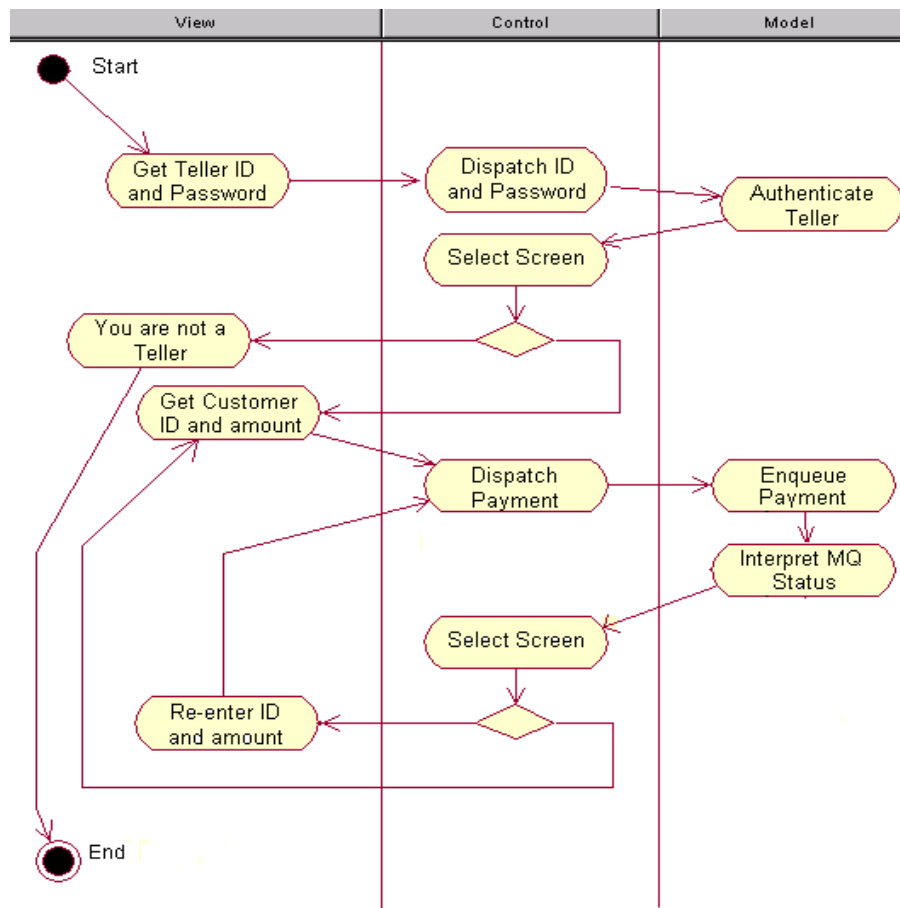 View
Control
Model
Start
Get Teller ID
and Password
Dispatch ID
and Password
Authenticate
Teller
Select Screen
You are not a
Teller
Get Customer
ID and amount
Dispatch
Payment
Enqueue
Payment
Interpret MQ
Status
Select Screen
Re-enter ID
and amount
End